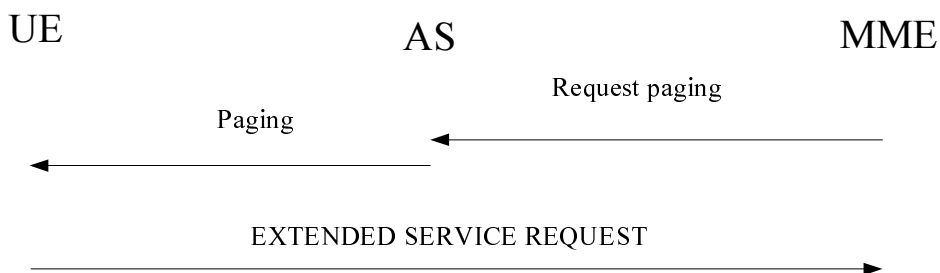 UE
AS
MME
Request paging
Paging
EXTENDED SERVICE REQUEST